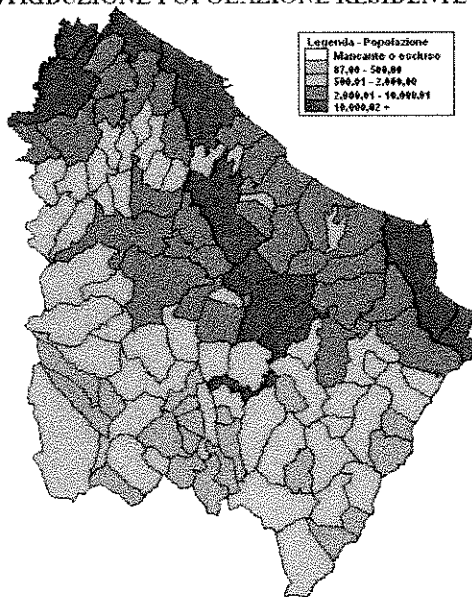 POPOLAZIONE RESIDENTE
Legenda - Popolazione
Mancante o escluso
87,00 - 500,00
500,01 - 2.000,00
2.000,01 - 10.000,01
10.000,02 +